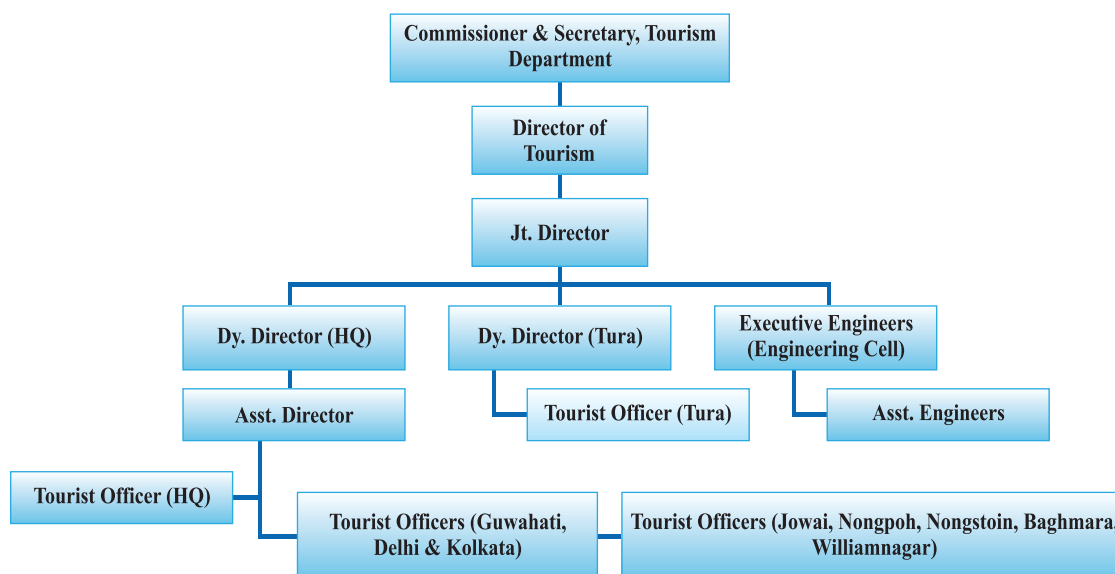 Commissioner & Secretary, Tourism
Department
Director of
Tourism
Jt. Director
Dy. Director (HQ)
Dy. Director (Tura)
Executive Engineers
(Engineering Cell)
Asst. Director
Tourist Officer (Tura)
Asst. Engineers
Tourist Officer (HQ)
Tourist Officers (Guwahati,
Delhi & Kolkata)
Tourist Officers (Jowai, Nongpoh, Nongstoin, Baghmara,
Williamnagar)